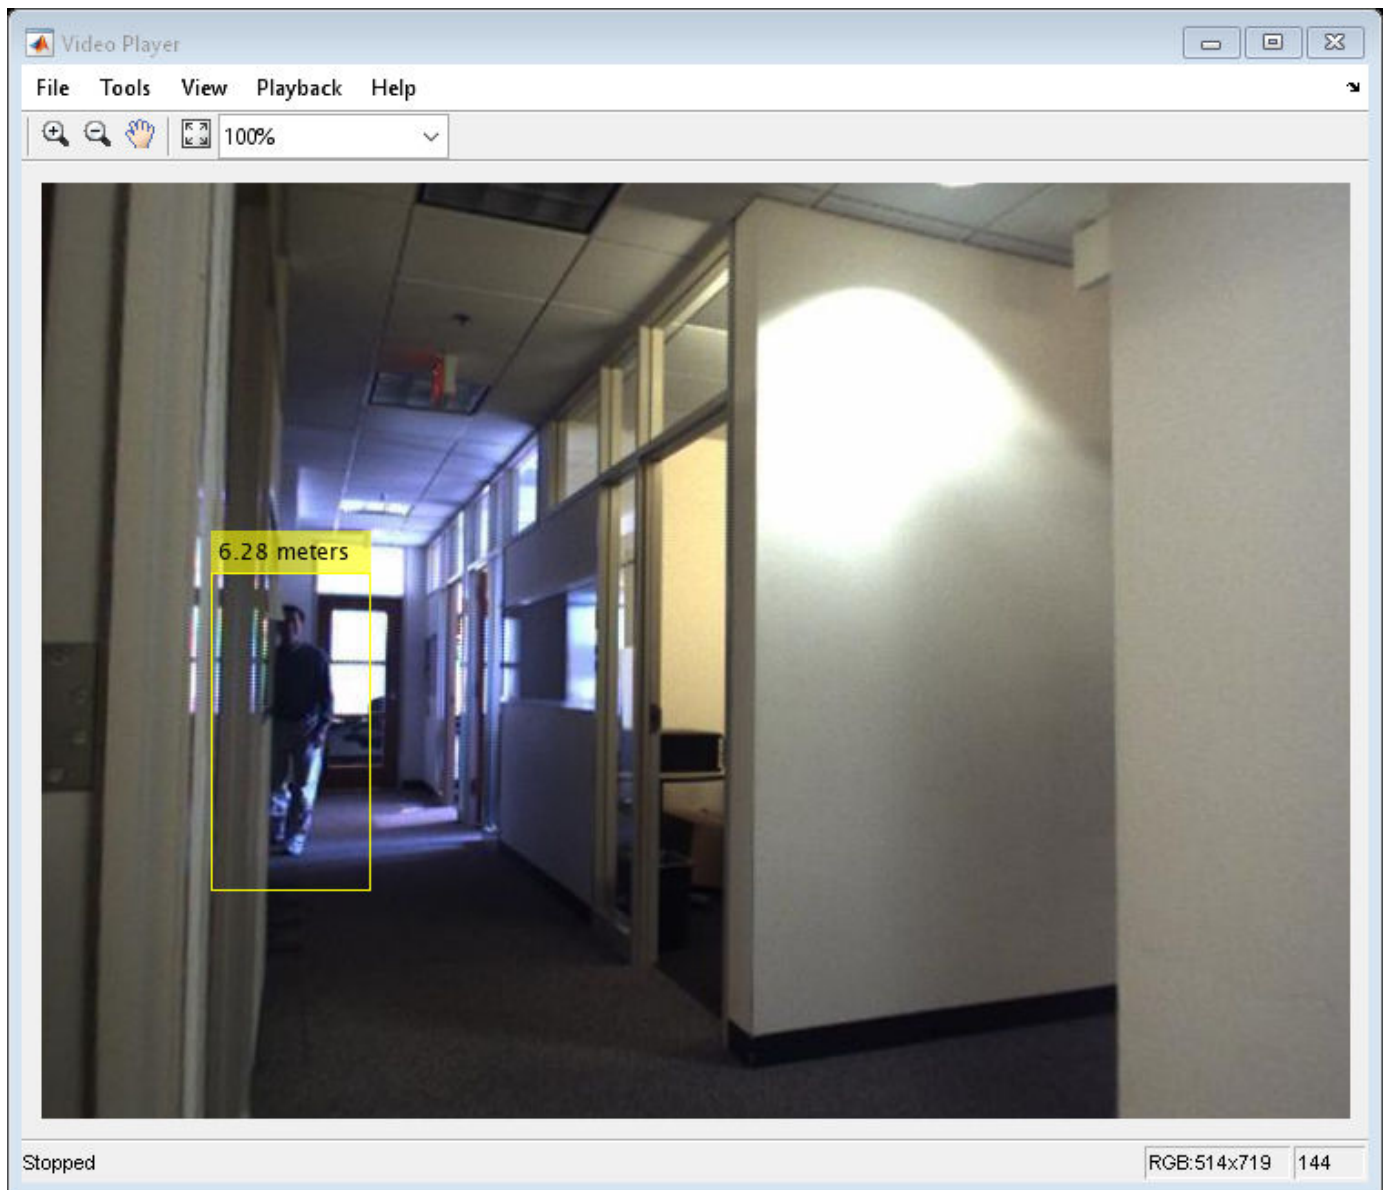 Video Player
File Tools View Playback Help
100%
6.28 meters
Stopped
RGB:514x719 144